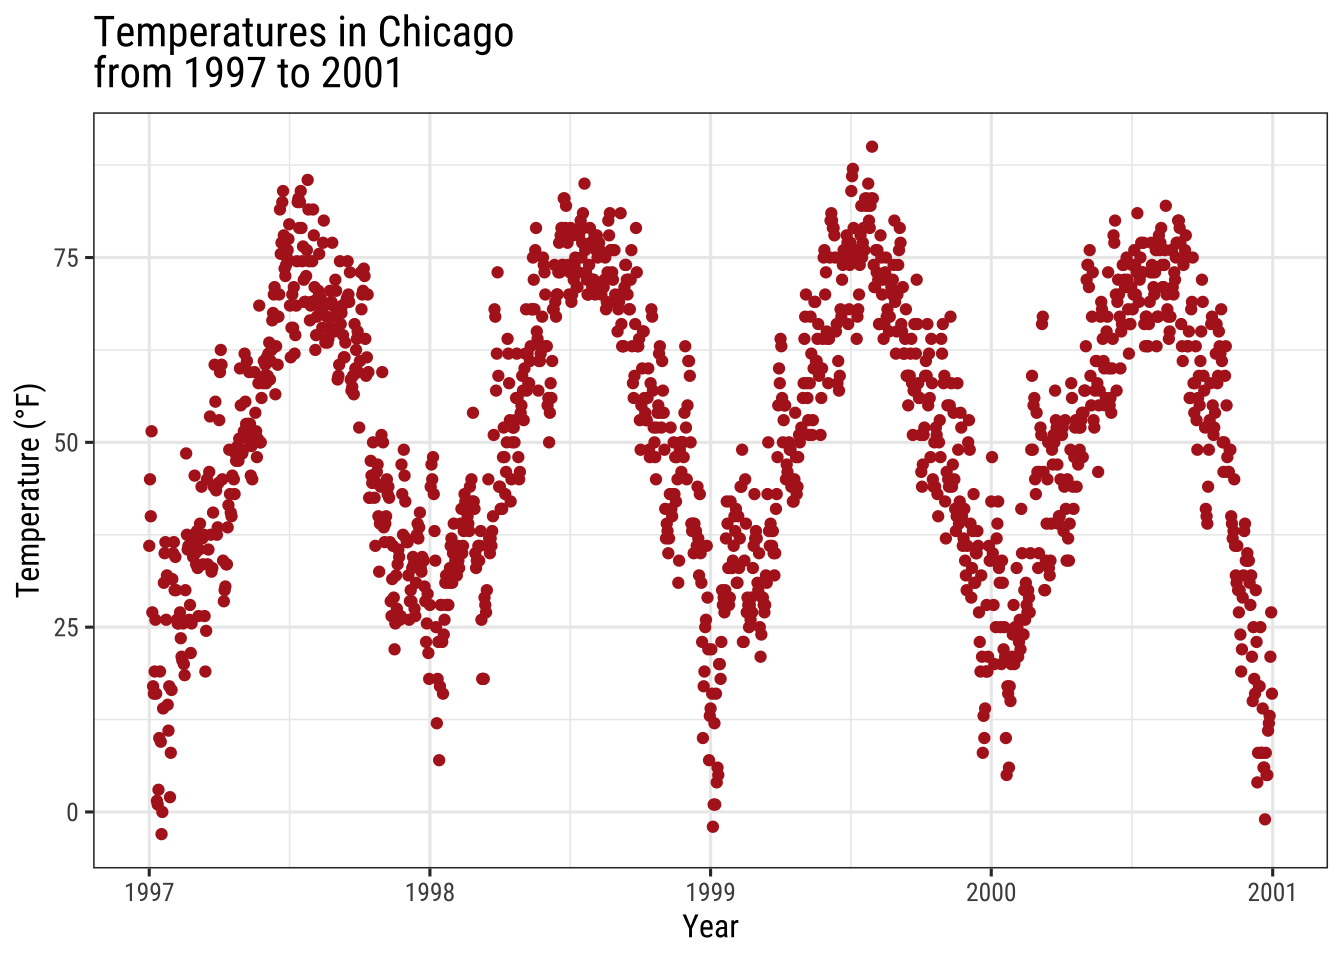 Temperatures in Chicago
from 1997 to 2001
Temperature (°F)
75
50
25
0
1997 1998 1999 2000 2001
Year